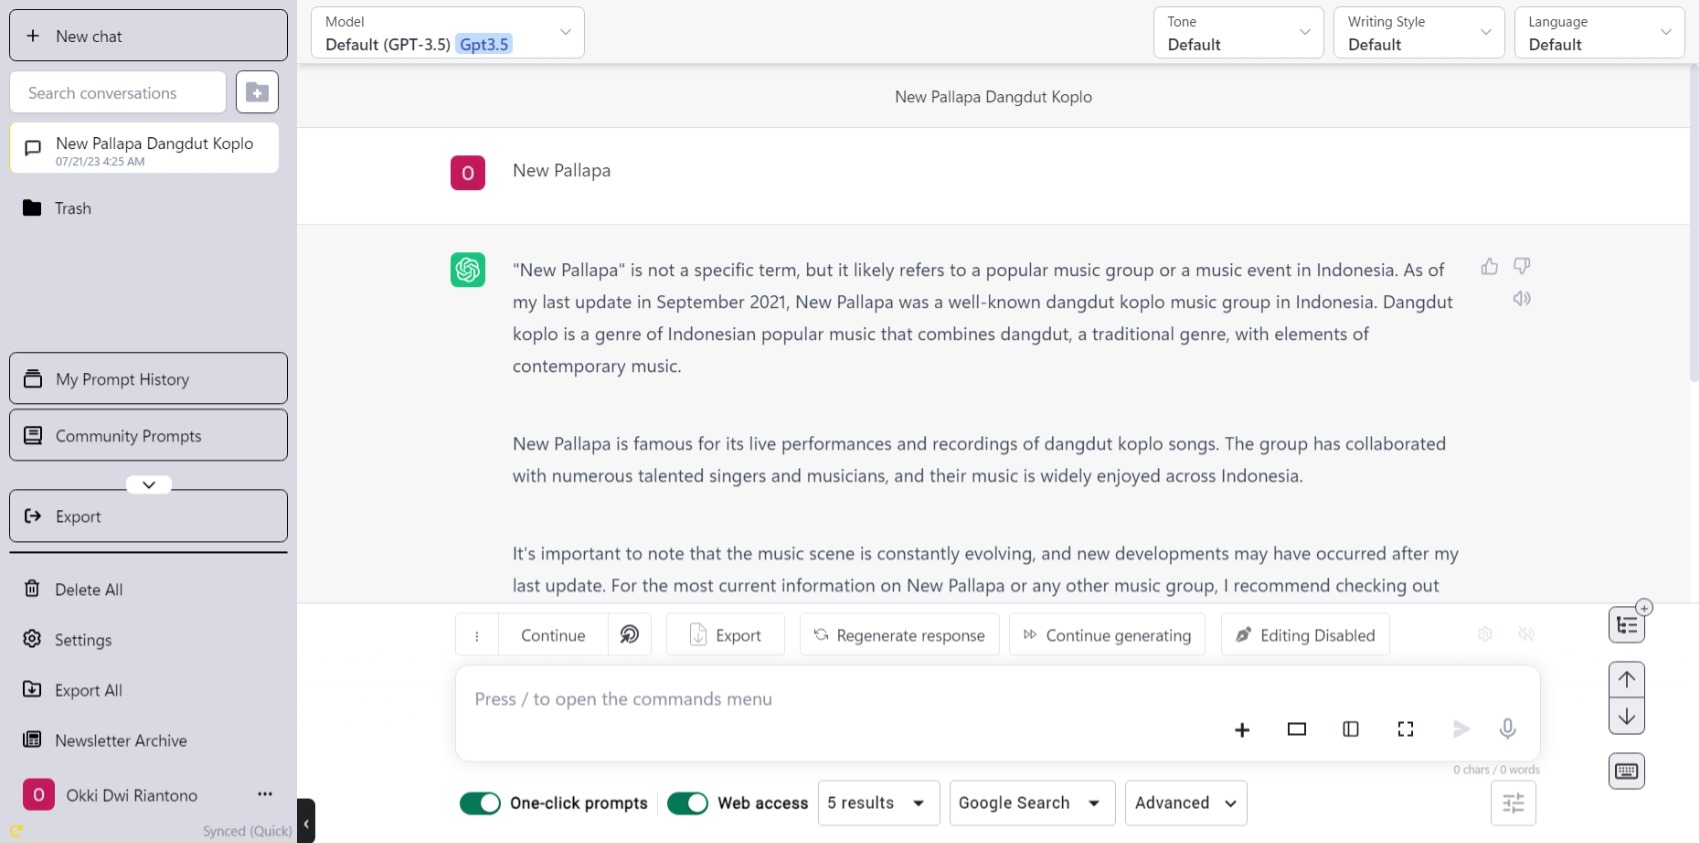 New chat
Search conversations
New Pallapa Dangdut Koplo
07/21/23 4:25 AM
Trash
My Prompt History
Community Prompts
Export
Delete All
Settings
Export All
Newsletter Archive
O
Okki Dwi Riantono
Synced (Quick)
Model
Default (GPT-3.5) Gpt3.5
Tone
Default
Writing Style
Default
Language
Default
New Pallapa Dangdut Koplo
O
New Pallapa
"New Pallapa" is not a specific term, but it likely refers to a popular music group or a music event in Indonesia. As of
my last update in September 2021, New Pallapa was a well-known dangdut koplo music group in Indonesia. Dangdut
koplo is a genre of Indonesian popular music that combines dangdut, a traditional genre, with elements of
contemporary music.
New Pallapa is famous for its live performances and recordings of dangdut koplo songs. The group has collaborated
with numerous talented singers and musicians, and their music is widely enjoyed across Indonesia.
It's important to note that the music scene is constantly evolving, and new developments may have occurred after my
last update. For the most current information on New Pallapa or any other music group, I recommend checking out
Continue
Export
Regenerate response
Continue generating
Editing Disabled
Press / to open the commands menu
0 chars / 0 words
One-click prompts
Web access
5 results
Google Search
Advanced